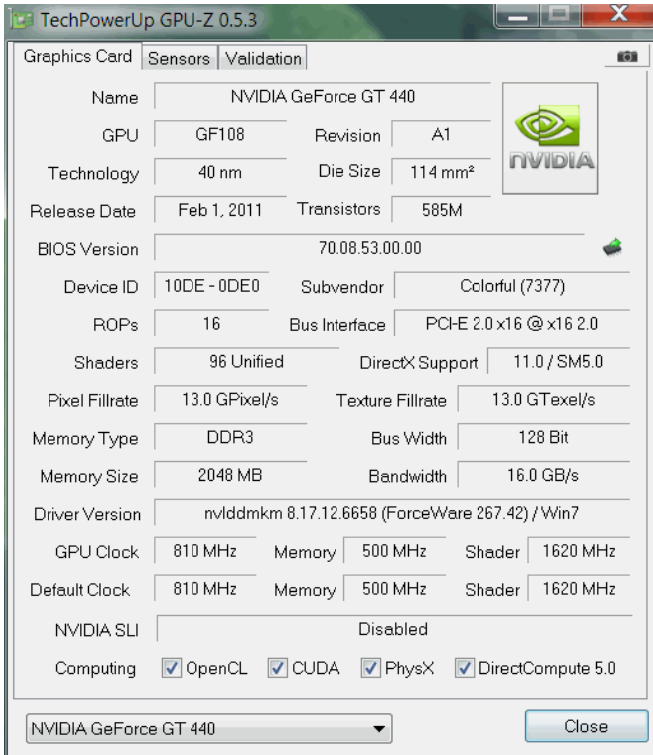 TechPowerUp GPU-Z 0.5.3
Graphics Card Sensors Validation
Name NVIDIA GeForce GT 440
NVIDIA
GPU GF108 Revision A1
Technology 40 nm Die Size 114 mm²
Release Date Feb 1, 2011 Transistors 585M
BIOS Version 70.08.53.00.00
Device ID 10DE - 0DE0 Subvendor Colorful (7377)
ROPs 16 Bus Interface PCI-E 2.0 x16 @ x16 2.0
Shaders 96 Unified DirectX Support 11.0 / SM5.0
Pixel Fillrate 13.0 GPixel/s Texture Fillrate 13.0 GTexel/s
Memory Type DDR3 Bus Width 128 Bit
Memory Size 2048 MB Bandwidth 16.0 GB/s
Driver Version nvlddmkm 8.17.12.6658 (ForceWare 267.42) / Win7
GPU Clock 810 MHz Memory 500 MHz Shader 1620 MHz
Default Clock 810 MHz Memory 500 MHz Shader 1620 MHz
NVIDIA SLI Disabled
Computing OpenCL CUDA PhysX DirectCompute 5.0
NVIDIA GeForce GT 440 Close